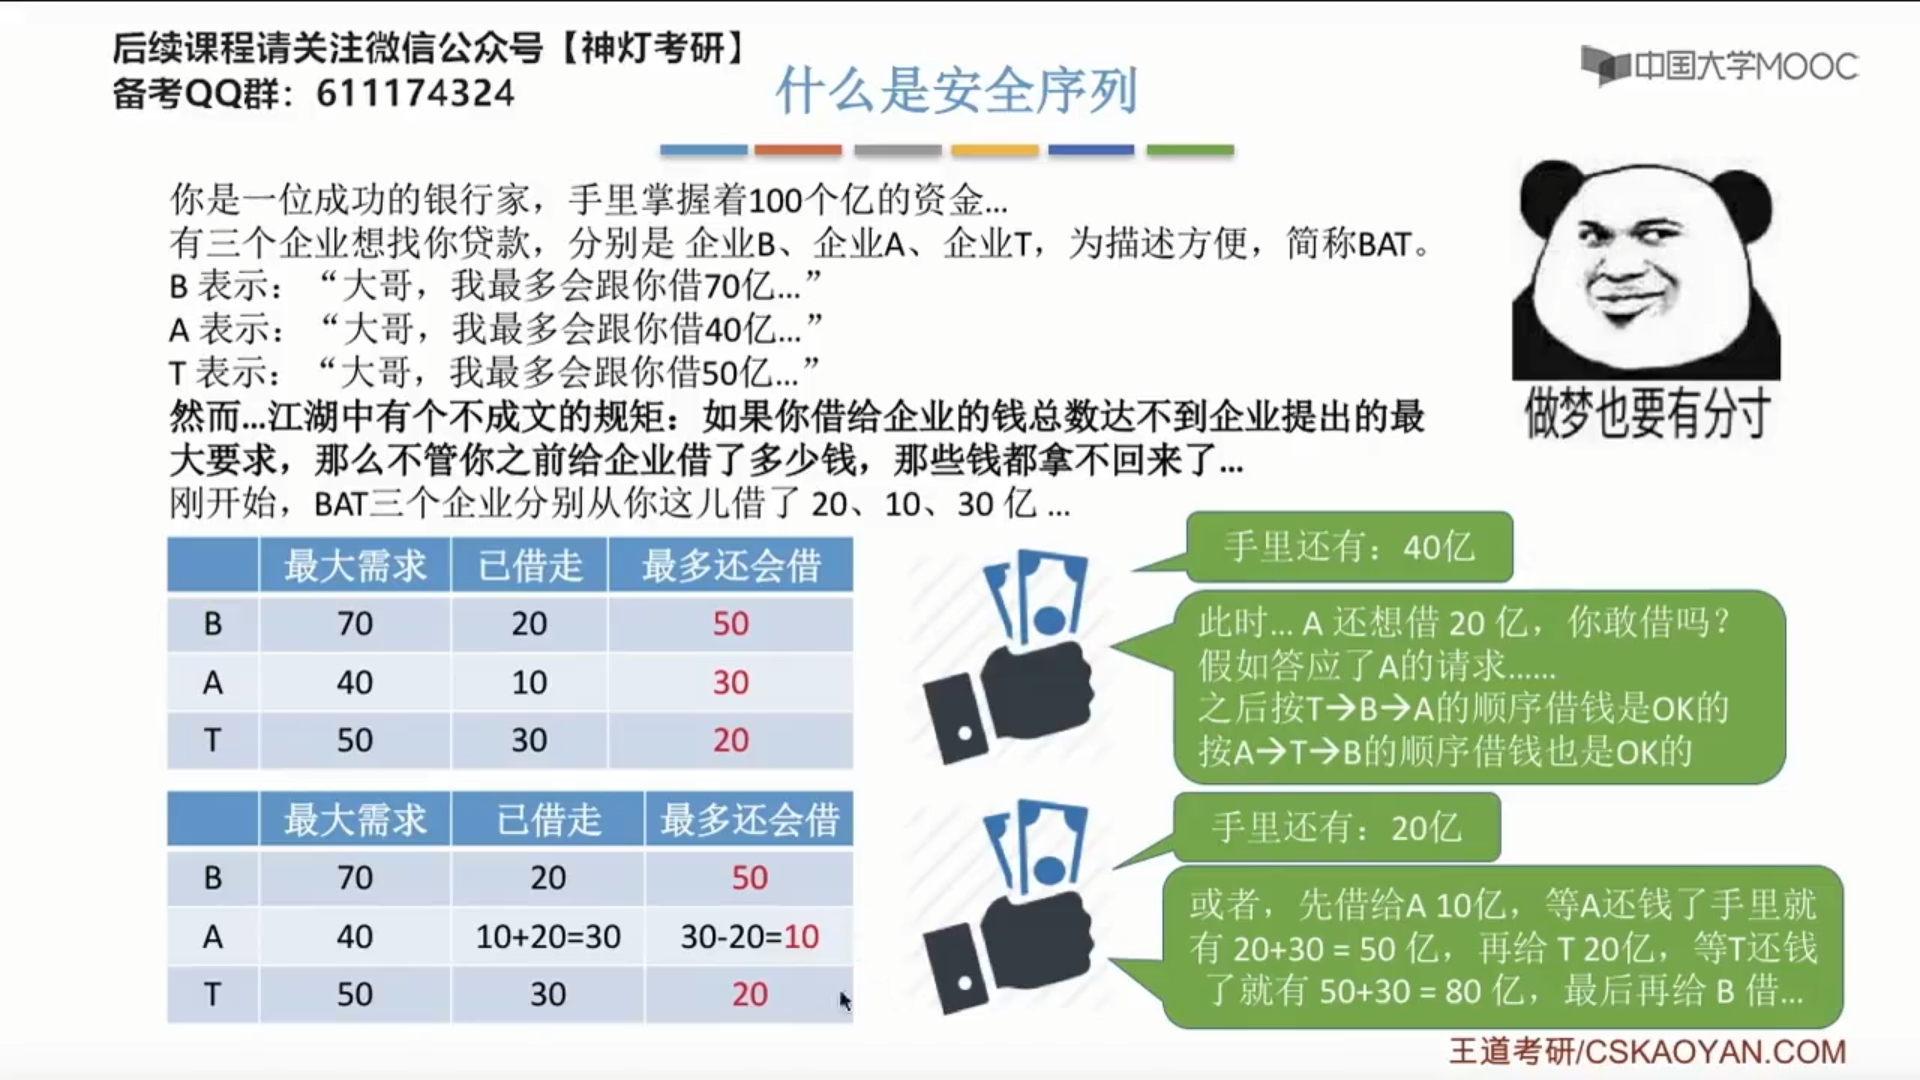 后续课程请关注微信公众号【神灯考研】
备考QQ群：611174324
什么是安全序列
中国大学MOOC
你是一位成功的银行家，手里掌握着100个亿的资金...
有三个企业想找你贷款，分别是 企业B、企业A、企业T，为描述方便，简称BAT。
B 表示：“大哥，我最多会跟你借70亿...”
A 表示：“大哥，我最多会跟你借40亿...”
T 表示：“大哥，我最多会跟你借50亿...”
然而...江湖中有个不成文的规矩：如果你借给企业的钱总数达不到企业提出的最
大要求，那么不管你之前给企业借了多少钱，那些钱都拿不回来了...
刚开始，BAT三个企业分别从你这儿借了 20、10、30 亿 ...
做梦也要有分寸
最大需求 已借走 最多还会借
B 70 20 50
A 40 10 30
T 50 30 20
手里还有：40亿
此时... A 还想借 20 亿，你敢借吗？
假如答应了A的请求......
之后按T→B→A的顺序借钱是OK的
按A→T→B的顺序借钱也是OK的
最大需求 已借走 最多还会借
B 70 20 50
A 40 10+20=30 30-20=10
T 50 30 20
手里还有：20亿
或者，先借给A 10亿，等A还钱了手里就
有 20+30 = 50 亿，再给 T 20亿，等T还钱
了就有 50+30 = 80 亿，最后再给 B 借...
王道考研/CSKAOYAN.COM